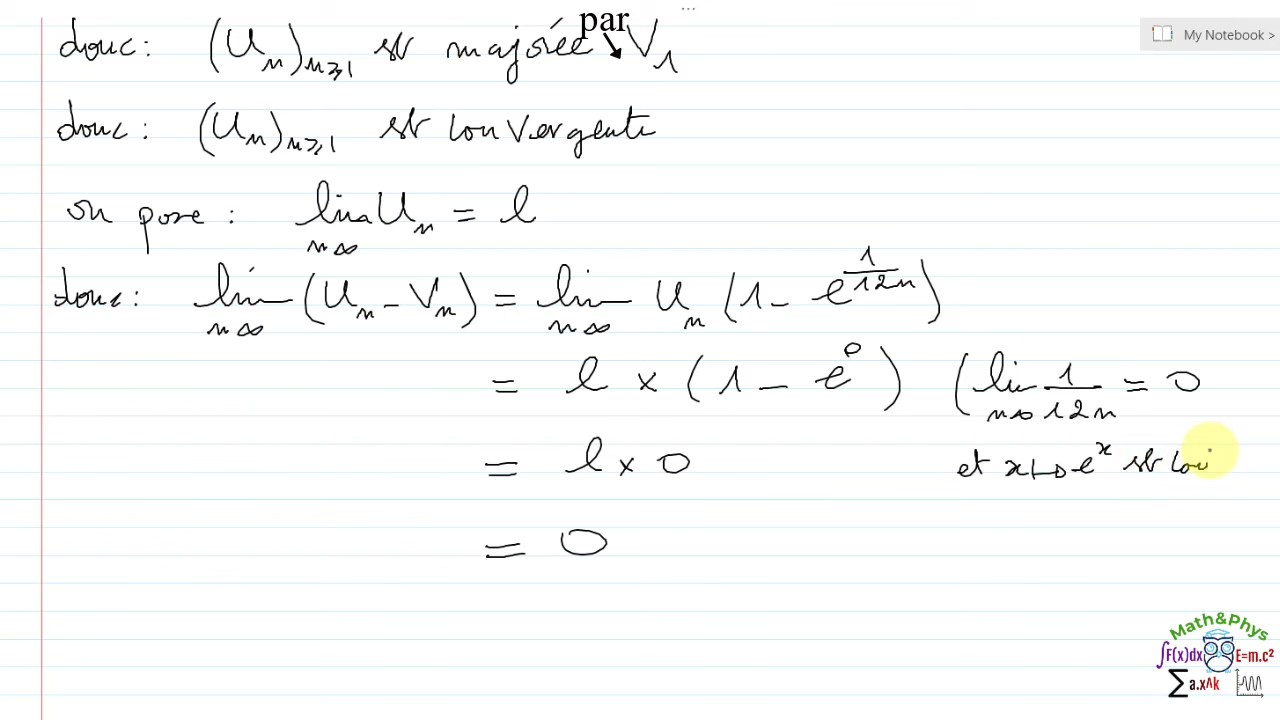 ...
My Notebook >
par
donc : (Un)n≥1 est majorée V1
donc : (Un)n≥1 est convergente
on pose : lim n∞ Un = l
donc : lim n∞ (Un - Vn) = lim n∞ Un (1 - e^(1/12n))
= l × (1 - e^0) (lim n∞ 1/12n = 0
= l × 0 et x ↦ e^x est con
= 0
Math&Phys
∫F(x)dx E=m.c²
∑ a.x^k